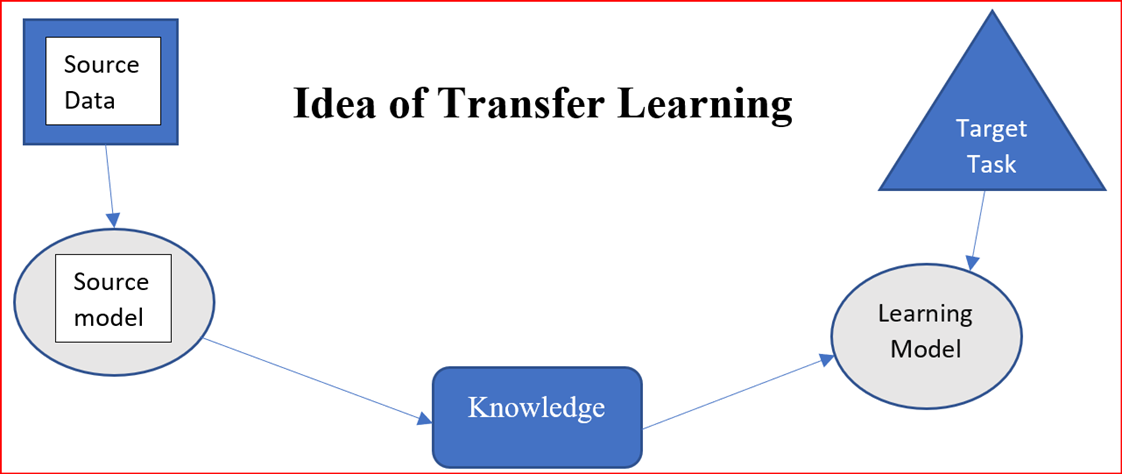 Source
Data
Idea of Transfer Learning
Target
Task
Source
model
Learning
Model
Knowledge